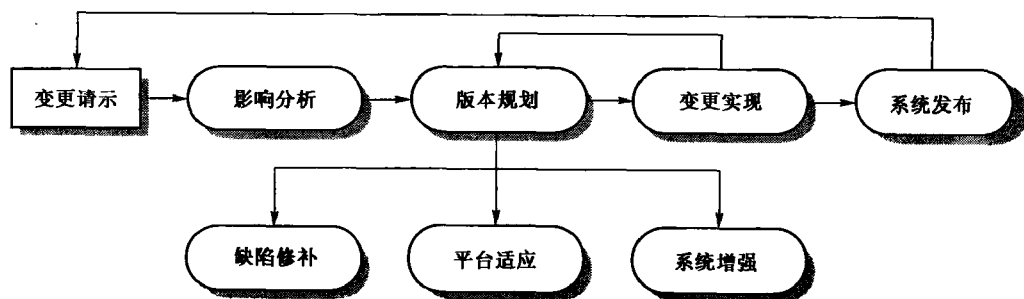 变更请示
影响分析
版本规划
变更实现
系统发布
缺陷修补
平台适应
系统增强